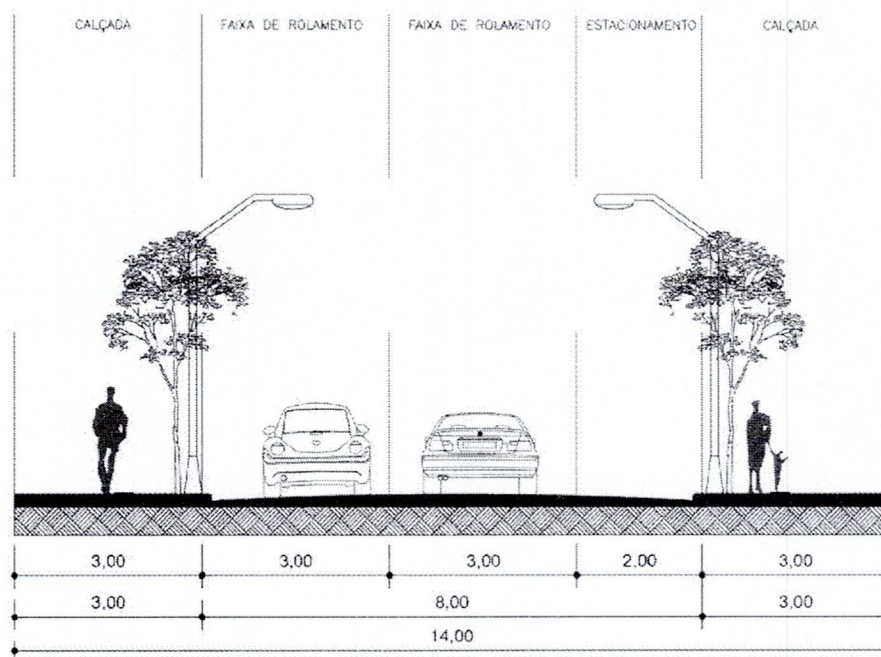 CALÇADA FAIXA DE ROLAMENTO FAIXA DE ROLAMENTO ESTACIONAMENTO CALÇADA
3,00 3,00 3,00 2.00 3,00
3,00 8,00 3,00
14,00